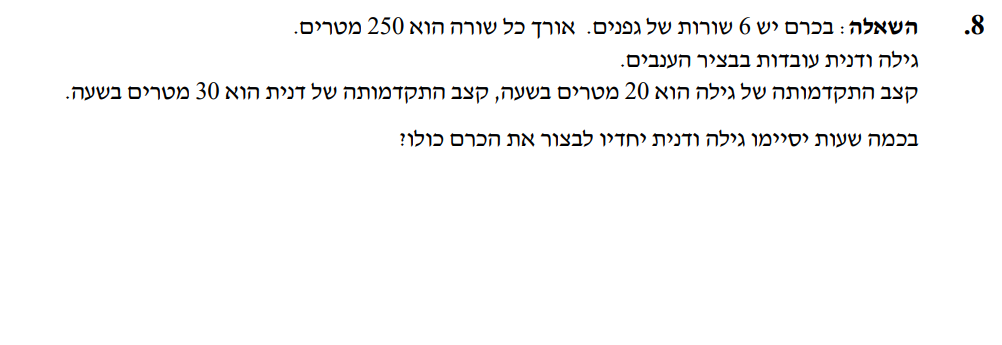 8. השאלה: בכרם יש 6 שורות של גפנים. אורך כל שורה הוא 250 מטרים.
גילה ודנית עובדות בבציר הענבים.
קצב התקדמותה של גילה הוא 20 מטרים בשעה, קצב התקדמותה של דנית הוא 30 מטרים בשעה.
בכמה שעות יסיימו גילה ודנית יחדיו לבצור את הכרם כולו?